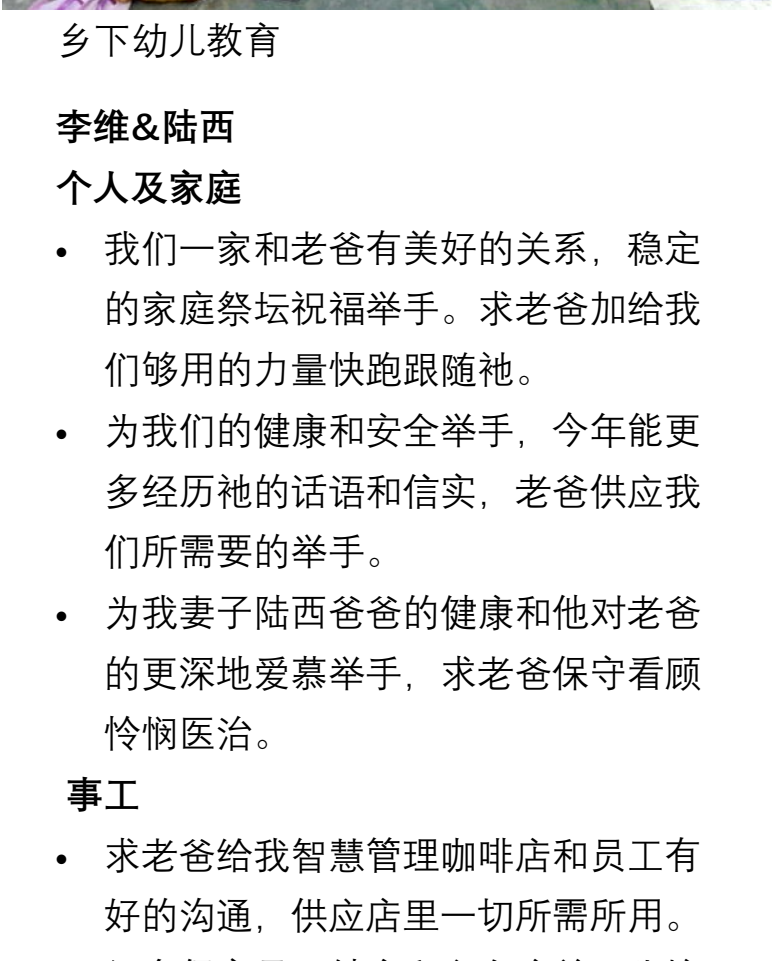 乡下幼儿教育
李维&陆西
个人及家庭
• 我们一家和老爸有美好的关系，稳定
的家庭祭坛祝福举手。求老爸加给我
们够用的力量快跑跟随祂。
• 为我们的健康和安全举手，今年能更
多经历祂的话语和信实，老爸供应我
们所需要的举手。
• 为我妻子陆西爸爸的健康和他对老爸
的更深地爱慕举手，求老爸保守看顾
怜悯医治。
事工
• 求老爸给我智慧管理咖啡店和员工有
好的沟通，供应店里一切所需所用。